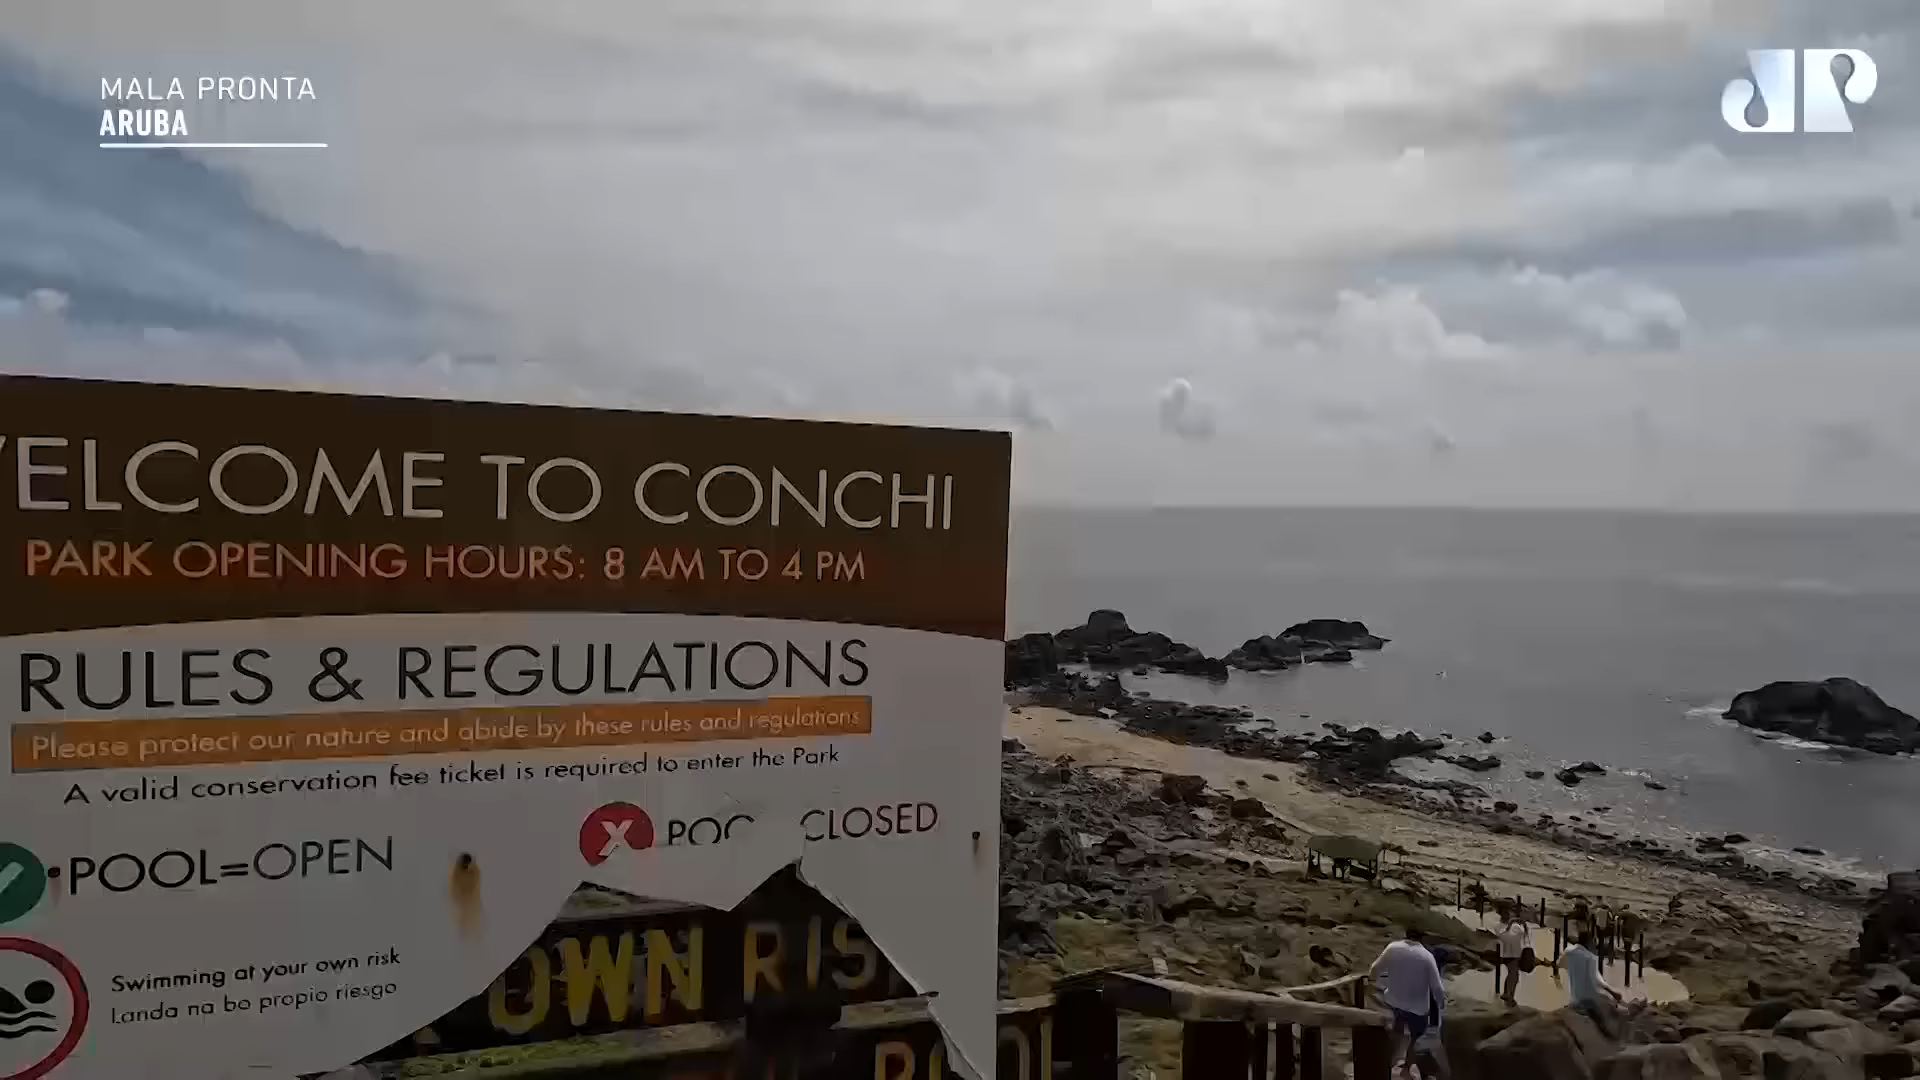 MALA PRONTA
ARUBA
JP
ELCOME TO CONCHI
PARK OPENING HOURS: 8 AM TO 4 PM
RULES & REGULATIONS
Please protect our nature and abide by these rules and regulations
A valid conservation fee ticket is required to enter the Park
POOL=OPEN
CLOSED
Swimming at your own risk
Landa na bo propio riesgo
OWN RIS